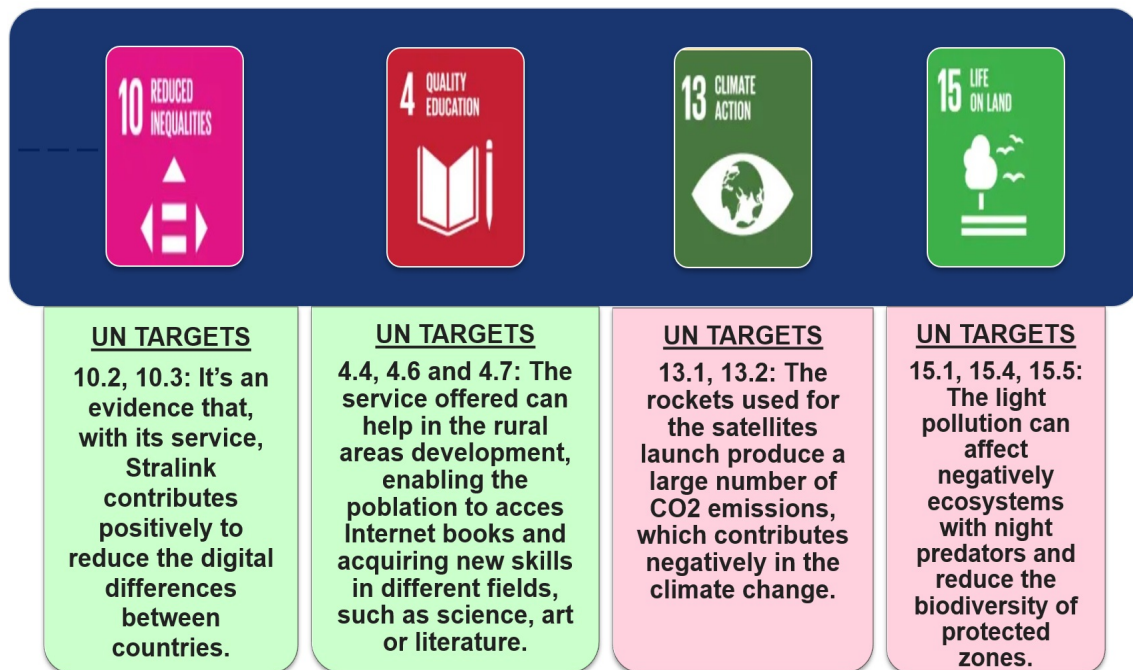 10 REDUCED
INEQUALITIES
4 QUALITY
EDUCATION
13 CLIMATE
ACTION
15 LIFE
ON LAND
UN TARGETS
10.2, 10.3: It's an
evidence that,
with its service,
Stralink
contributes
positively to
reduce the digital
differences
between
countries.
UN TARGETS
4.4, 4.6 and 4.7: The
service offered can
help in the rural
areas development,
enabling the
poblation to acces
Internet books and
acquiring new skills
in different fields,
such as science, art
or literature.
UN TARGETS
13.1, 13.2: The
rockets used for
the satellites
launch produce a
large number of
CO2 emissions,
which contributes
negatively in the
climate change.
UN TARGETS
15.1, 15.4, 15.5:
The light
pollution can
affect
negatively
ecosystems
with night
predators and
reduce the
biodiversity of
protected
zones.